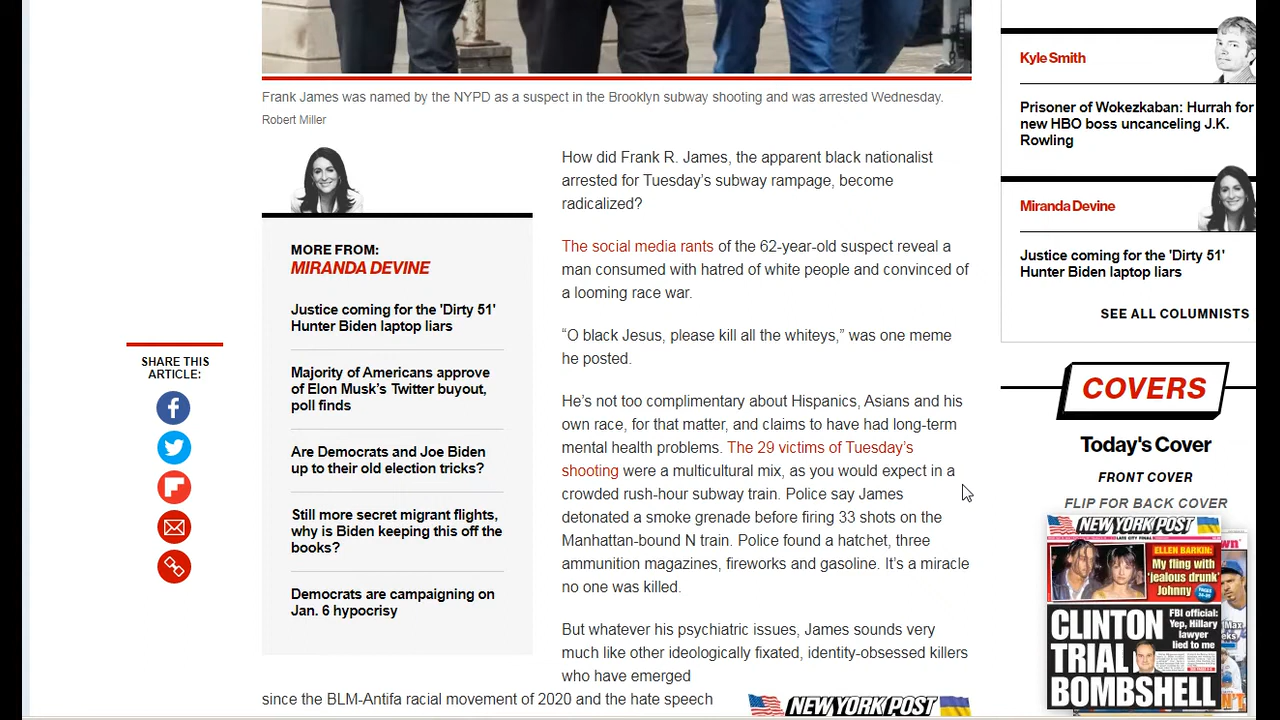 Frank James was named by the NYPD as a suspect in the Brooklyn subway shooting and was arrested Wednesday.
Robert Miller
SHARE THIS
ARTICLE:
MORE FROM:
MIRANDA DEVINE
Justice coming for the 'Dirty 51'
Hunter Biden laptop liars
Majority of Americans approve
of Elon Musk's Twitter buyout,
poll finds
Are Democrats and Joe Biden
up to their old election tricks?
Still more secret migrant flights,
why is Biden keeping this off the
books?
Democrats are campaigning on
Jan. 6 hypocrisy
How did Frank R. James, the apparent black nationalist
arrested for Tuesday’s subway rampage, become
radicalized?
The social media rants of the 62-year-old suspect reveal a
man consumed with hatred of white people and convinced of
a looming race war.
“O black Jesus, please kill all the whiteys,” was one meme
he posted.
He’s not too complimentary about Hispanics, Asians and his
own race, for that matter, and claims to have had long-term
mental health problems. The 29 victims of Tuesday’s
shooting were a multicultural mix, as you would expect in a
crowded rush-hour subway train. Police say James
detonated a smoke grenade before firing 33 shots on the
Manhattan-bound N train. Police found a hatchet, three
ammunition magazines, fireworks and gasoline. It’s a miracle
no one was killed.
But whatever his psychiatric issues, James sounds very
much like other ideologically fixated, identity-obsessed killers
who have emerged
since the BLM-Antifa racial movement of 2020 and the hate speech
NEW YORK POST
Kyle Smith
Prisoner of Wokezkaban: Hurrah for
new HBO boss uncanceling J.K.
Rowling
Miranda Devine
Justice coming for the 'Dirty 51'
Hunter Biden laptop liars
SEE ALL COLUMNISTS
COVERS
Today's Cover
FRONT COVER
FLIP FOR BACK COVER
NEW YORK POST
LATE CITY FINAL
ELLEN BARKIN:
My fling with
'jealous drunk'
Johnny
CLINTON
TRIAL
BOMBSHELL
FBI official:
Yep, Hillary
lawyer
lied to me